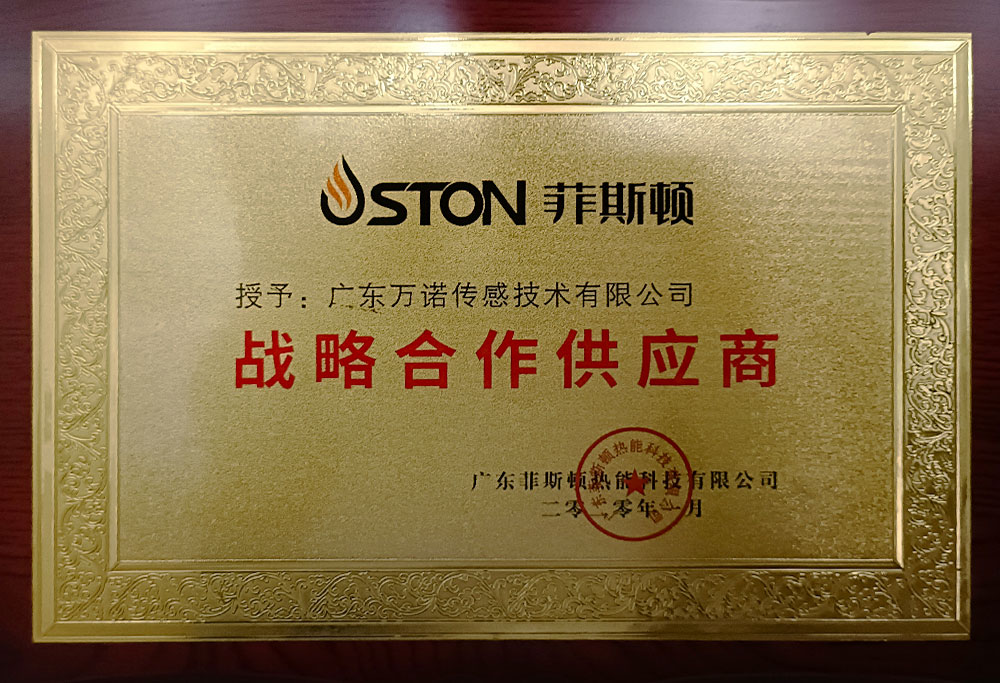 STON 菲斯顿
授予：广东万诺传感技术有限公司
战略合作供应商
广东菲斯顿热能科技有限公司
二零二零年一月